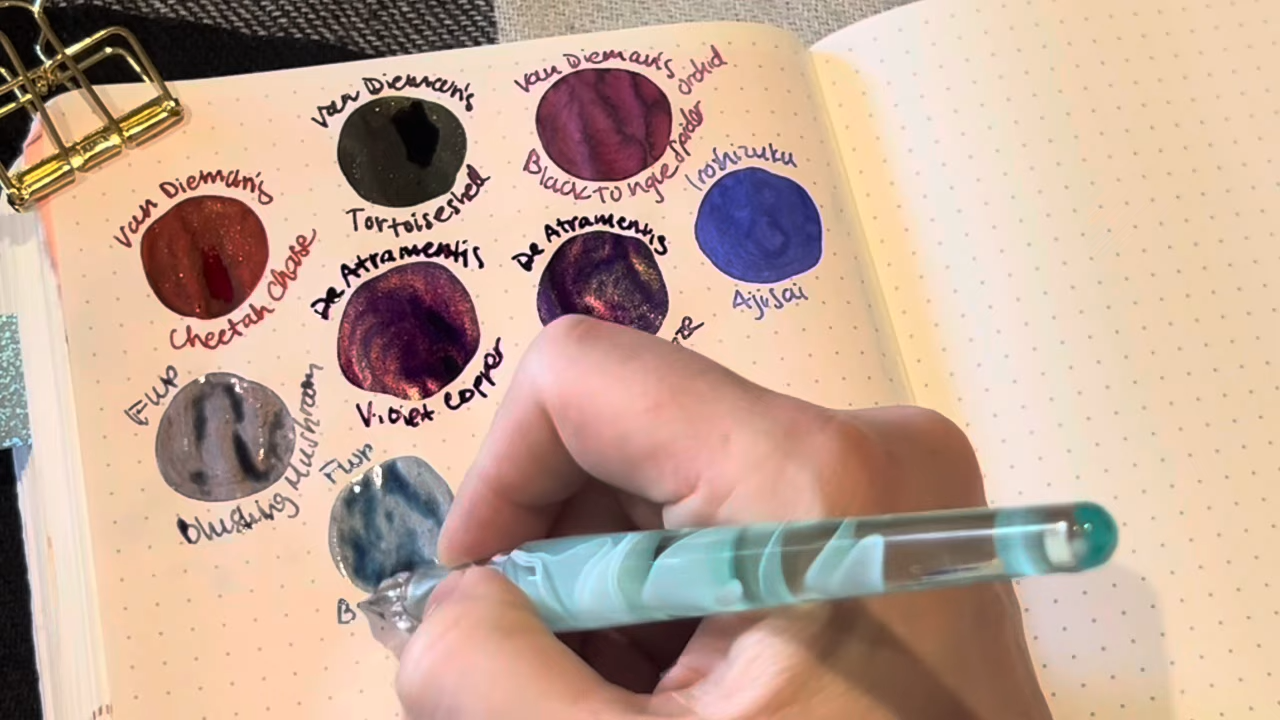 Van Dieman's
Tortoiseshell
Van Dieman's
Black Tongue Spider
Orchid
Van Dieman's
Cheetah Chase
De Atramentis
Violet Copper
De Atramentis
Iroshizuku
Ajisai
FWP
Blushing Mushroom
FWP
B